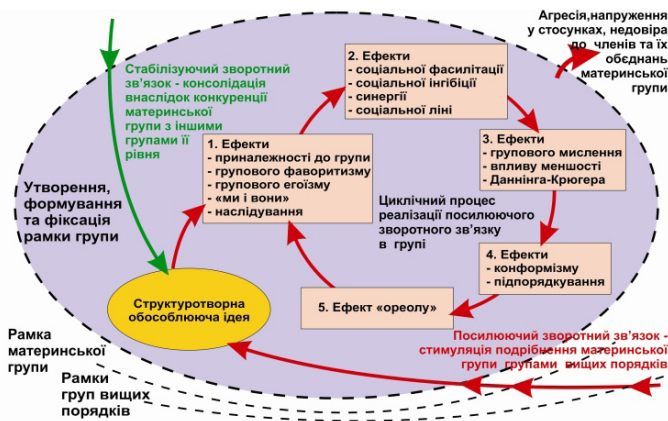 Агресія,напруження
у стосунках, недовіра
до членів та їх
обєднань
материнської
групи
Стабілізуючий зворотний
зв'язок - консолідація
внаслідок конкуренції
материнської
групи з іншими
групами її
рівня
2. Ефекти
- соціальної фасилітації
- соціальної інгібіції
- синергії
- соціальної ліні
1. Ефекти
- приналежності до групи
- групового фаворитизму
- групового егоїзму
- «ми і вони»
- наслідування
3. Ефекти
- групового мислення
- впливу меншості
- Даннінга-Крюгера
Утворення,
формування
та фіксація
рамки групи
Циклічний процес
реалізації посилюючого
зворотного зв'язку
в групі
4. Ефекти
- конформізму
- підпорядкування
5. Ефект «ореолу»
Структуротворна
обособлююча ідея
Посилюючий зворотний зв'язок -
стимуляція подрібнення материнської
групи групами вищих порядків
Рамка
материнської
групи
Рамки
груп вищих
порядків